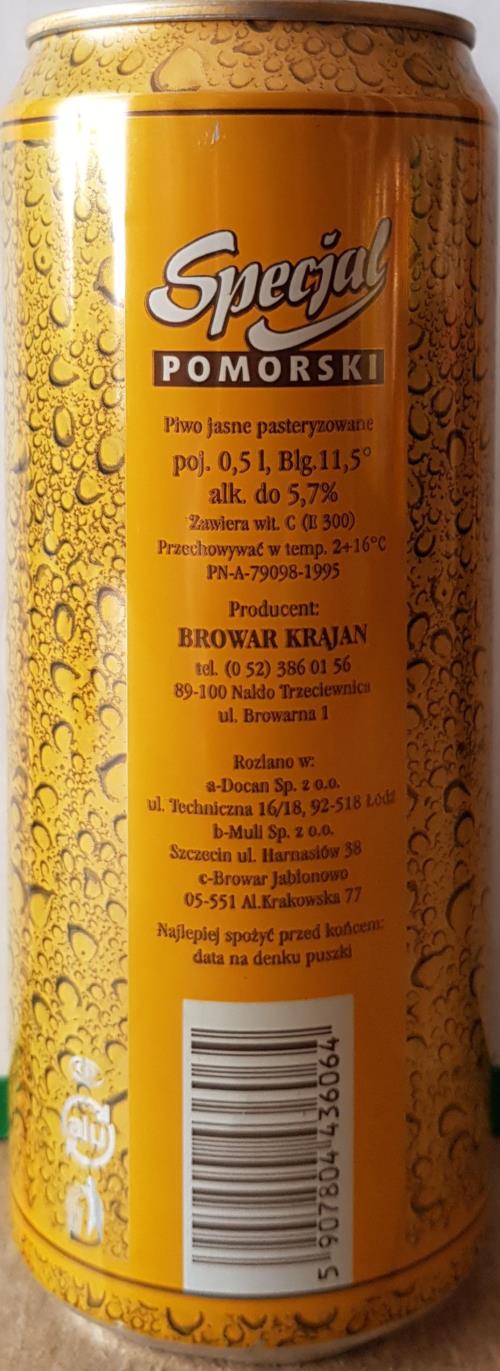 Specjal
POMORSKI
Piwo jasne pasteryzowane
poj. 0,5 l, Blg.11,5°
alk. do 5,7%
Zawiera wit. C (E 300)
Przechowywać w temp. 2+16°C
PN-A-79098-1995
Producent:
BROWAR KRAJAN
tel. (0 52) 386 01 56
89-100 Nakło Trzeciewnica
ul. Browarna 1
Rozlano w:
a-Docan Sp. z o.o.
ul. Techniczna 16/18, 92-518 Łódź
b-Muli Sp. z o.o.
Szczecin ul. Harnasiów 38
c-Browar Jabłonowo
05-551 Al.Krakowska 77
Najlepiej spożyć przed końcem:
data na denku puszki
alu
5 907804 436064